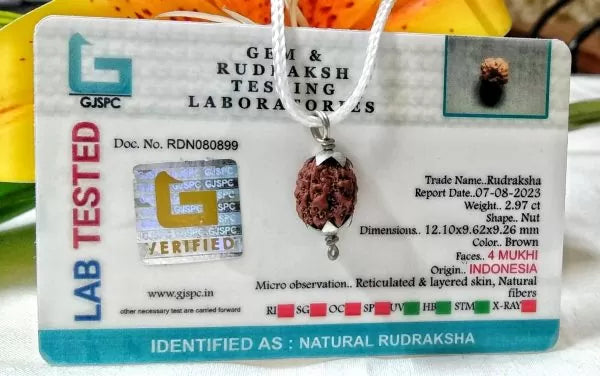 GJSPC
GEM &
RUDRAKSH
TESTING
LABORATORIES
LAB TESTED
Doc. No. RDN080899
GJSPC GJSPC
VERIFIED
Trade Name..Rudraksha
Report Date..07-08-2023
Weight.. 2.97 ct
Shape.. Nut
Dimensions.. 12.10x9.62x9.26 mm
Color.. Brown
Faces.. 4 MUKHI
Origin.. INDONESIA
Micro observation.. Reticulated & layered skin, Natural
fibers
www.gjspc.in
other necessary test are carried forward
RI SG OC SP UV HB STM X-RAY
IDENTIFIED AS : NATURAL RUDRAKSHA